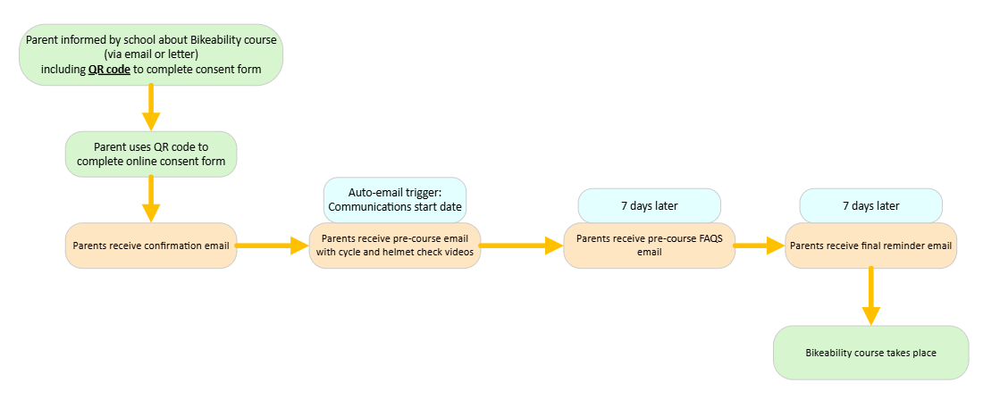 Parent informed by school about Bikeability course
(via email or letter)
including QR code to complete consent form
Parent uses QR code to
complete online consent form
Auto-email trigger:
Communications start date
7 days later
7 days later
Parents receive confirmation email
Parents receive pre-course email
with cycle and helmet check videos
Parents receive pre-course FAQS
email
Parents receive final reminder email
Bikeability course takes place